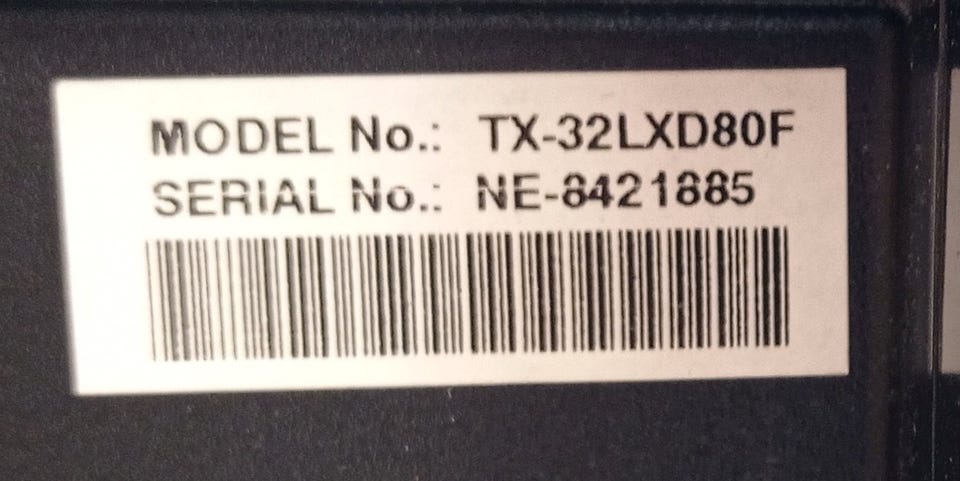 MODEL No.: TX-32LXD80F
SERIAL No.: NE-8421885